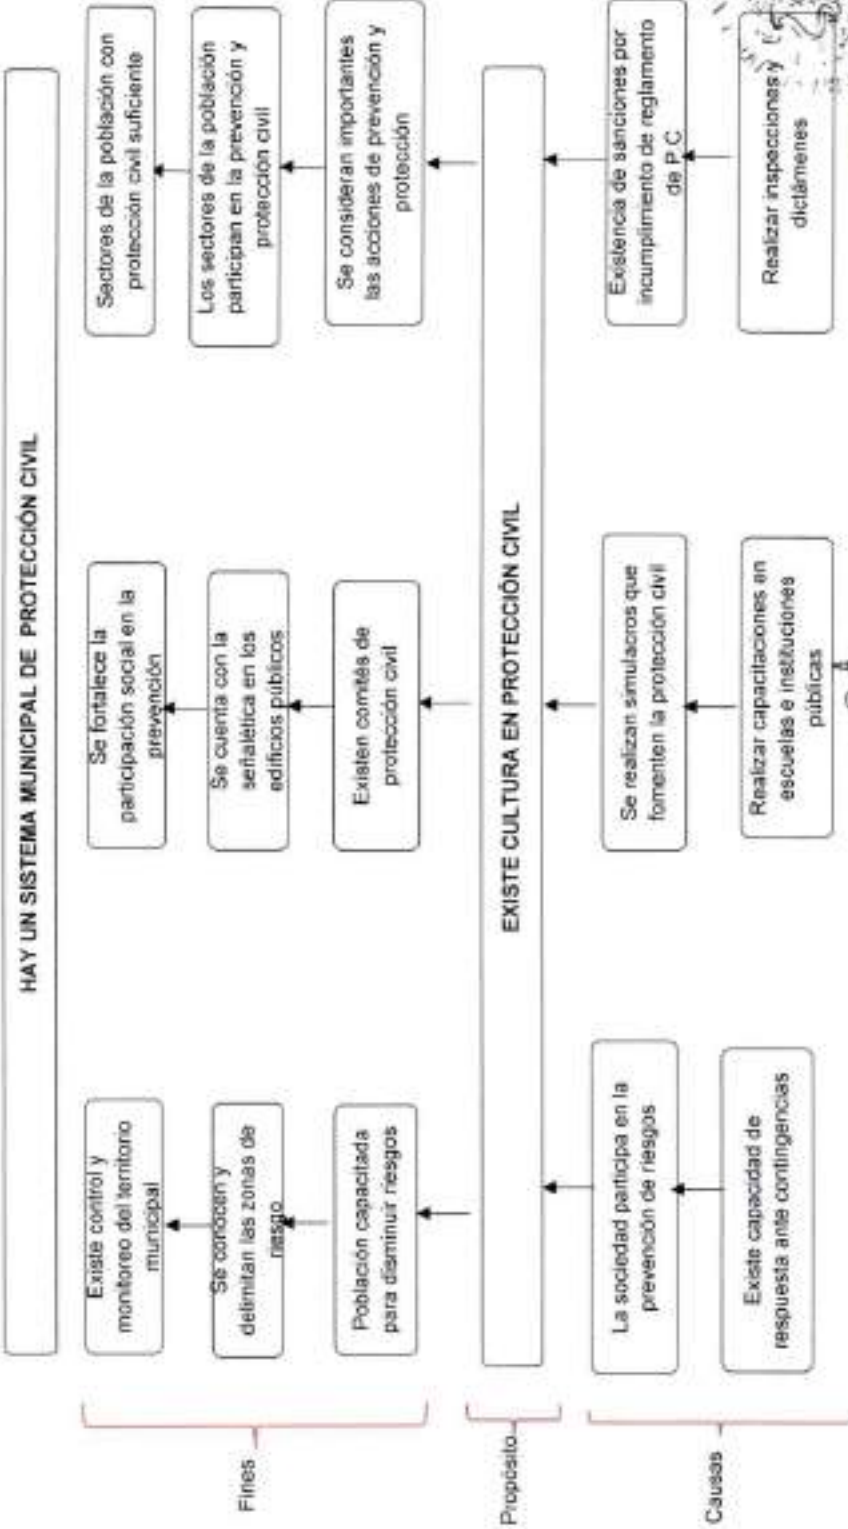 HAY UN SISTEMA MUNICIPAL DE PROTECCIÓN CIVIL
Fines
Existe control y
monitoreo del territorio
municipal
Se fortalece la
participación social en la
prevención
Sectores de la población con
protección civil suficiente
Se conocen y
delimitan las zonas de
riesgo
Se cuenta con la
señalética en los
edificios públicos
Los sectores de la población
participan en la prevención y
protección civil
Población capacitada
para disminuir riesgos
Existen comités de
protección civil
Se consideran importantes
las acciones de prevención y
protección
Propósito
EXISTE CULTURA EN PROTECCIÓN CIVIL
Causas
La sociedad participa en la
prevención de riesgos
Se realizan simulacros que
fomenten la protección civil
Existencia de sanciones por
incumplimiento de reglamento
de P.C
Existe capacidad de
respuesta ante contingencias
Realizar capacitaciones en
escuelas e instituciones
públicas
Realizar inspecciones y
dictámenes